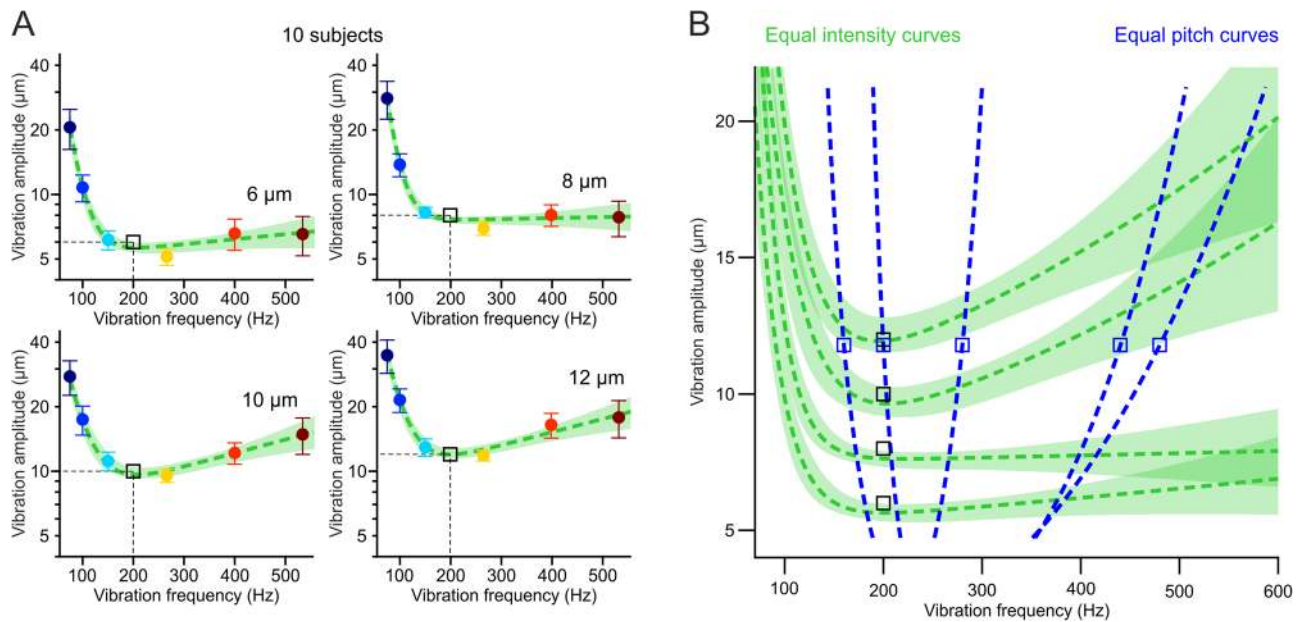 A
10 subjects
B
40
20
10
5
Vibration amplitude (µm)
6 µm
100 200 300 400 500
Vibration frequency (Hz)
40
20
10
5
Vibration amplitude (µm)
8 µm
100 200 300 400 500
Vibration frequency (Hz)
40
20
10
5
Vibration amplitude (µm)
10 µm
100 200 300 400 500
Vibration frequency (Hz)
40
20
10
5
Vibration amplitude (µm)
12 µm
100 200 300 400 500
Vibration frequency (Hz)
Equal intensity curves
Equal pitch curves
20
15
10
5
Vibration amplitude (µm)
100 200 300 400 500 600
Vibration frequency (Hz)